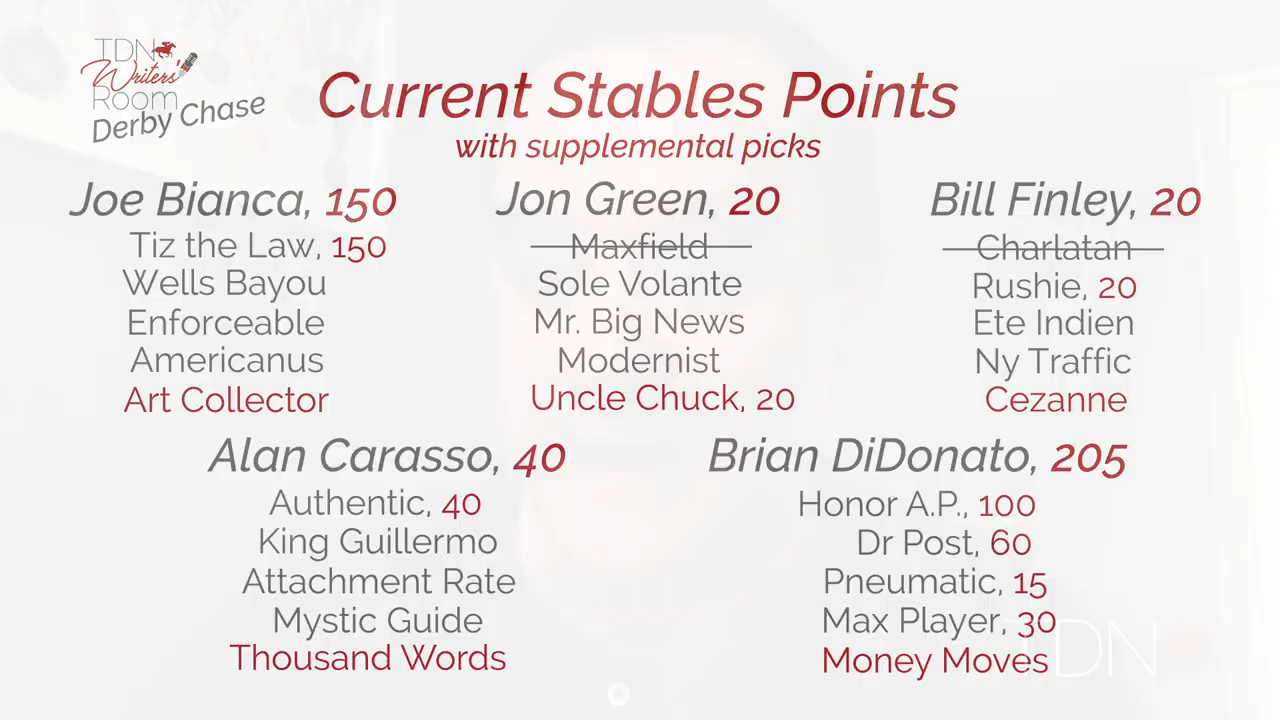 TDN
Writers'
Room
Derby Chase
Current Stables Points
with supplemental picks
Joe Bianca, 150
Tiz the Law, 150
Wells Bayou
Enforceable
Americanus
Art Collector
Jon Green, 20
Maxfield
Sole Volante
Mr. Big News
Modernist
Uncle Chuck, 20
Bill Finley, 20
Charlatan
Rushie, 20
Ete Indien
Ny Traffic
Cezanne
Alan Carasso, 40
Authentic, 40
King Guillermo
Attachment Rate
Mystic Guide
Thousand Words
Brian DiDonato, 205
Honor A.P., 100
Dr Post, 60
Pneumatic, 15
Max Player, 30
Money Moves
TDN